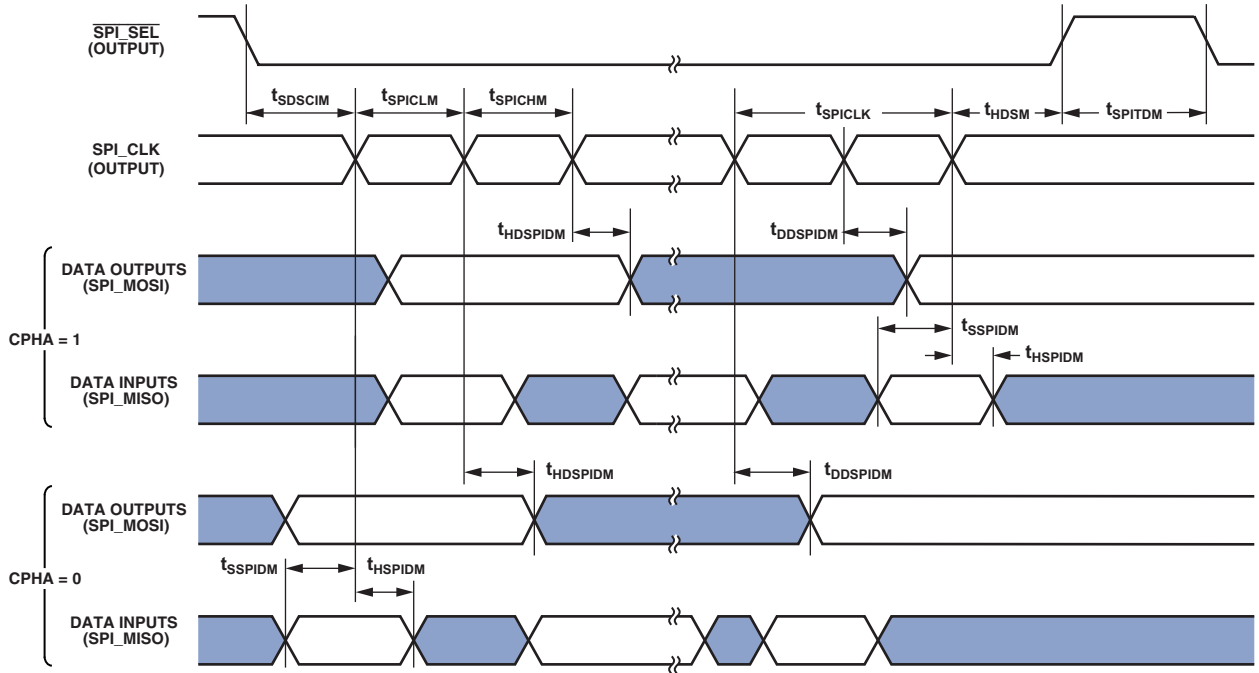 SPI_SEL
(OUTPUT)
tSDSCIM tSPICLM tSPICHM tSPICLK tHDSM tSPITDM
SPI_CLK
(OUTPUT)
tHDSPIDM tDDSPIDM
DATA OUTPUTS
(SPI_MOSI)
CPHA = 1
tSSPIDM
tHSPIDM
DATA INPUTS
(SPI_MISO)
tHDSPIDM tDDSPIDM
DATA OUTPUTS
(SPI_MOSI)
CPHA = 0
tSSPIDM tHSPIDM
DATA INPUTS
(SPI_MISO)